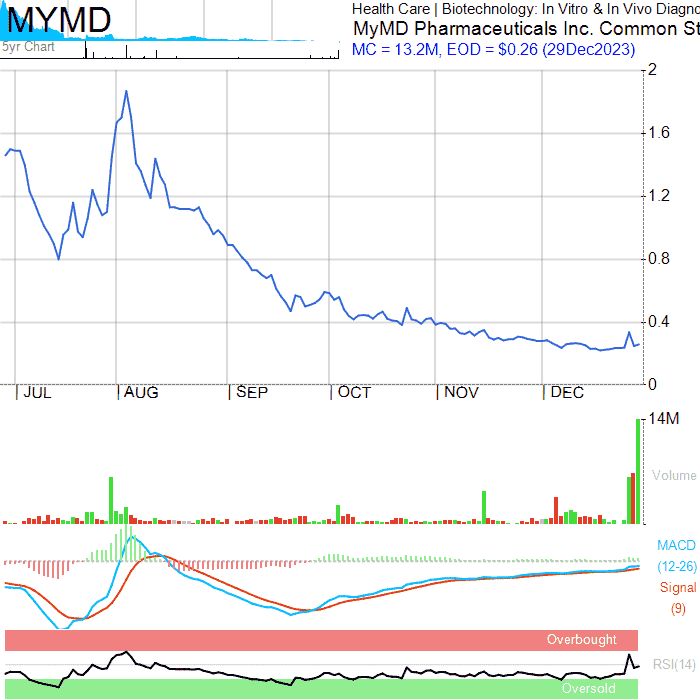 MYMD
5yr Chart
Health Care | Biotechnology: In Vitro & In Vivo Diagno
MyMD Pharmaceuticals Inc. Common St
MC = 13.2M, EOD = $0.26 (29Dec2023)
2
1.6
1.2
0.8
0.4
0
JUL AUG SEP OCT NOV DEC
14M
Volume
MACD
(12-26)
Signal
(9)
Overbought
RSI(14)
Oversold